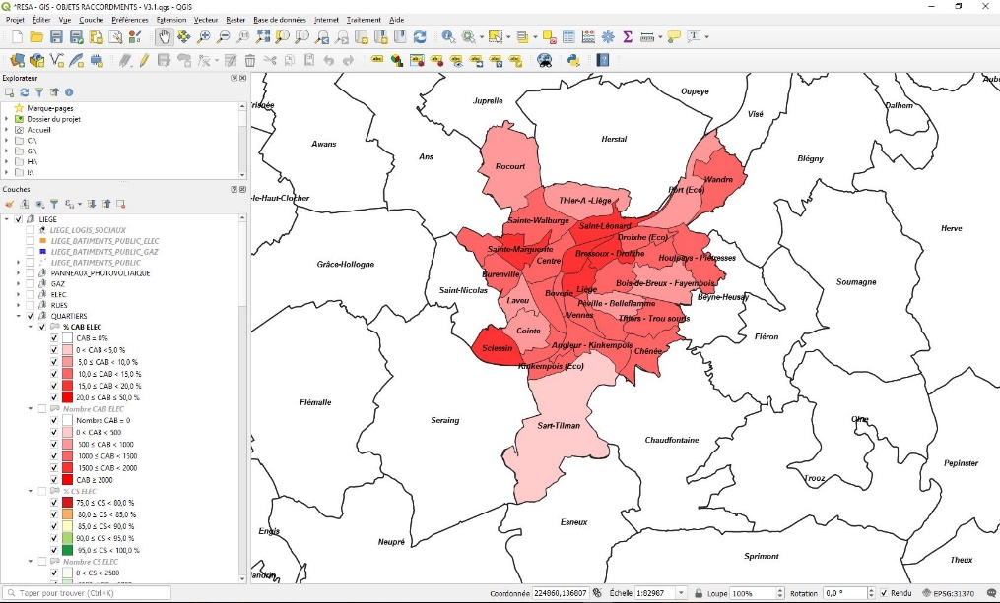 *RESA - GIS - OBJETS RACCORDMENTS - V3.1.qgs - QGIS
Projet Éditer Vue Couche Préférences Extension Vecteur Raster Base de données Internet Traitement Aide
Explorateur
Marque-pages
Dossier du projet
Accueil
C:\
G:\
H:\
I:\
Couches
LIEGE
LIEGE_LOGIS_SOCIAUX
LIEGE_BATIMENTS_PUBLIC_ELEC
LIEGE_BATIMENTS_PUBLIC_GAZ
LIEGE_BATIMENTS_PUBLIC
PANNEAUX_PHOTOVOLTAIQUE
GAZ
ELEC
RUES
QUARTIERS
% CAB ELEC
CAB = 0%
0 < CAB <5,0 %
5,0 ≤ CAB < 10,0 %
10,0 ≤ CAB < 15,0 %
15,0 ≤ CAB < 20,0 %
20,0 ≤ CAB ≤ 50,0 %
Nombre CAB ELEC
Nombre CAB = 0
0 < CAB < 500
500 ≤ CAB < 1000
1000 ≤ CAB < 1500
1500 ≤ CAB < 2000
CAB ≥ 2000
% CS ELEC
75,0 ≤ CS < 80,0 %
80,0 ≤ CS < 85,0 %
85,0 ≤ CS< 90,0 %
90,0 ≤ CS < 95,0 %
95,0 ≤ CS < 100,0 %
Nombre CS ELEC
0 < CS < 2500
Juprelle
Oupeye
Visé
Dalhem
Aube
Awans
Ans
Herstal
Blégny
Rocourt
Wandre
Port (Eco)
le-Haut-Clocher
Thier-A -Liège
Sainte-Walburge
Saint-Léonard
Herve
Droixhe (Eco)
Sainte-Marguerite
Bressoux - Droixhe
Grâce-Hollogne
Centre
Burenville
Bois-de-Breux - Fayembois
Soumagne
Saint-Nicolas
Liège
Boverie
Laveu
Beyne-Heusay
Péville - Belleflamme
Vennes
Thiers - Trou souris
Cointe
Fléron
Sclessin
Angleur - Kinkempois
Chênée
Kinkempois (Eco)
Flémalle
Seraing
Sart-Tilman
Olne
Chaudfontaine
Pepinster
Trooz
Engis
Neupré
Esneux
Sprimont
Theux
Taper pour trouver (Ctrl+K)
Coordonnée 224860,136807 Échelle 1:82987 Loupe 100% Rotation 0,0 ° Rendu EPSG:31370